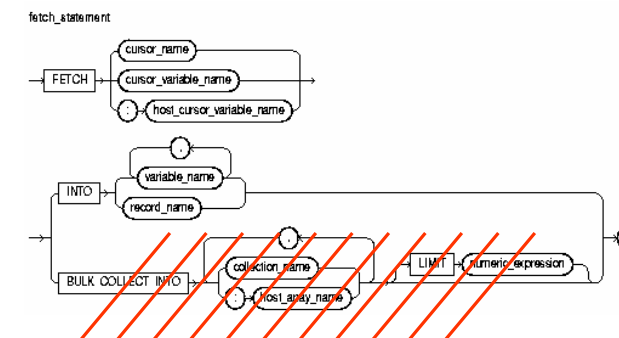 fetch_statement
cursor_name
FETCH cursor_variable_name
: host_cursor_variable_name
,
INTO variable_name
record_name
,
collection_name LIMIT numeric_expression
BULK COLLECT INTO
: host_array_name